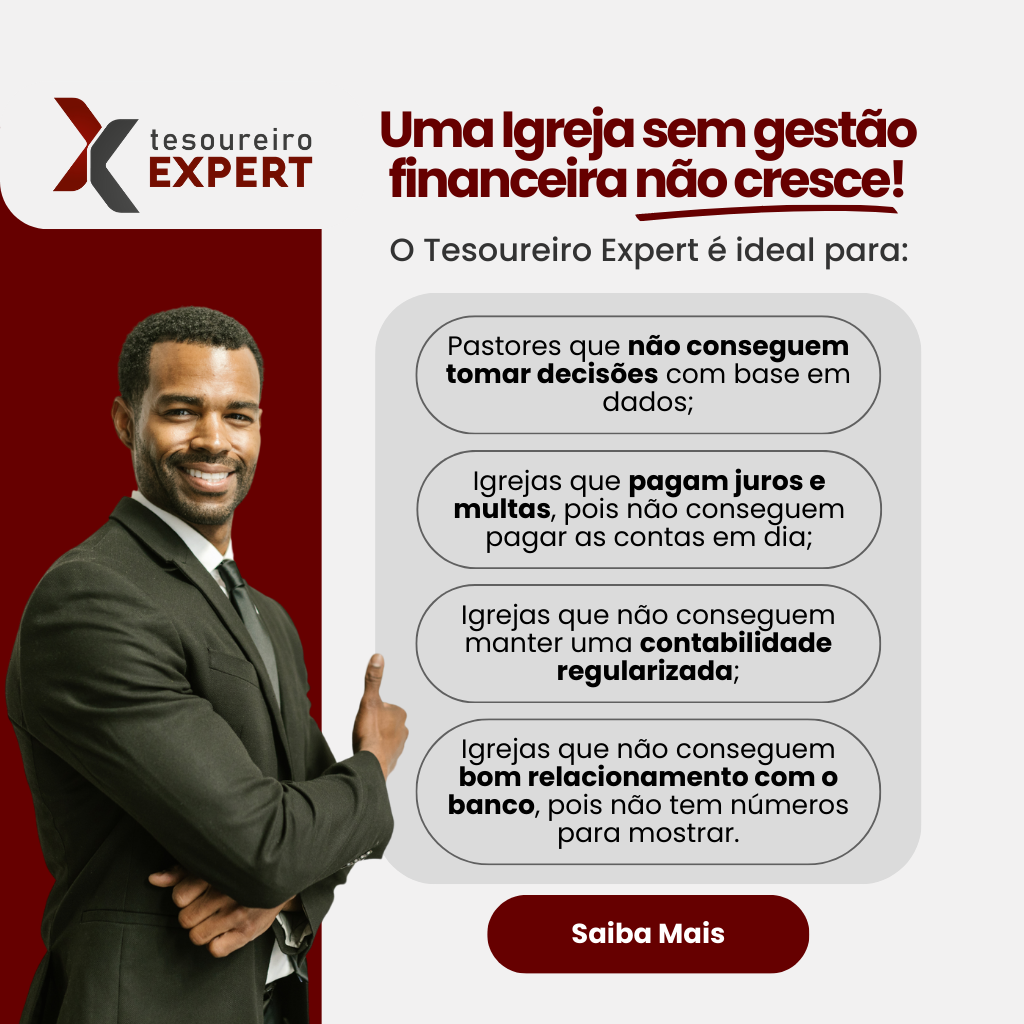 tesoureiro
EXPERT
Uma Igreja sem gestão
financeira não cresce!
O Tesoureiro Expert é ideal para:
Pastores que não conseguem
tomar decisões com base em
dados;
Igrejas que pagam juros e
multas, pois não conseguem
pagar as contas em dia;
Igrejas que não conseguem
manter uma contabilidade
regularizada;
Igrejas que não conseguem
bom relacionamento com o
banco, pois não tem números
para mostrar.
Saiba Mais